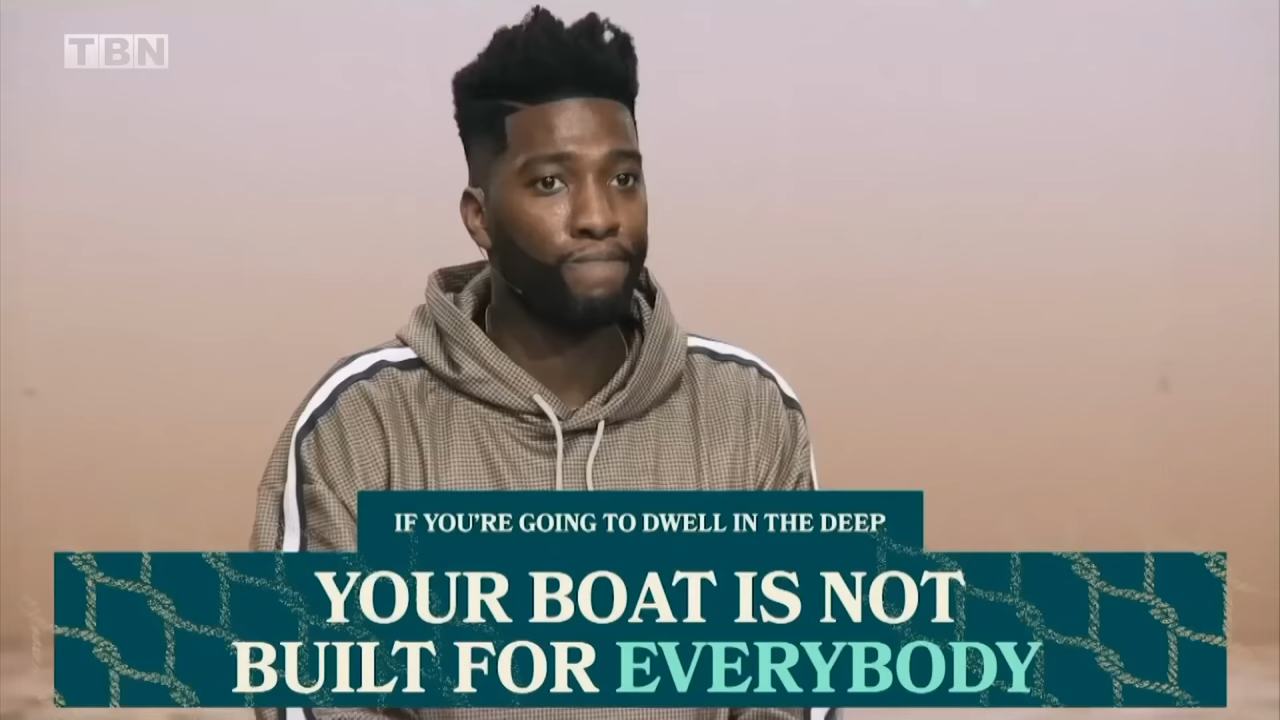 TBN
IF YOU'RE GOING TO DWELL IN THE DEEP
YOUR BOAT IS NOT
BUILT FOR EVERYBODY